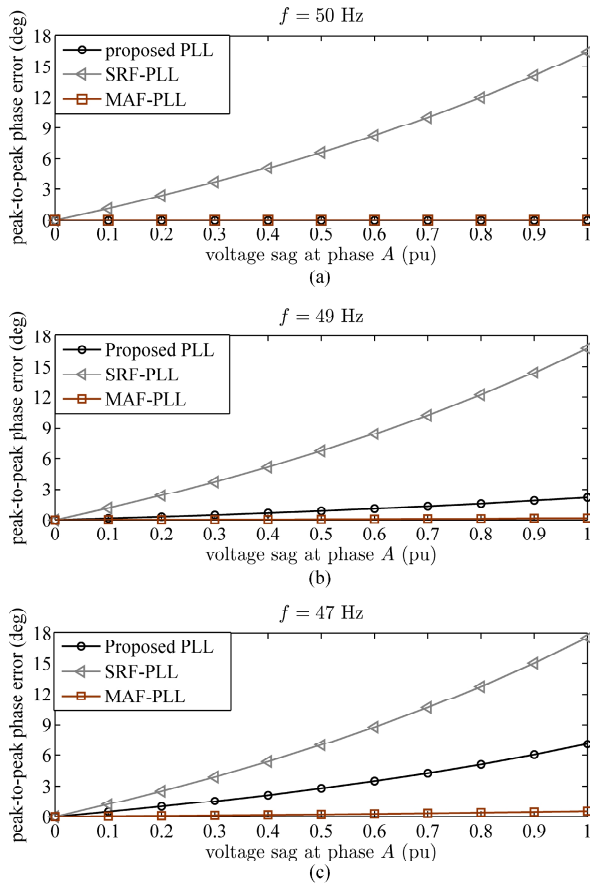 f = 50 Hz
peak-to-peak phase error (deg)
18
15
12
9
6
3
0
proposed PLL
SRF-PLL
MAF-PLL
0 0.1 0.2 0.3 0.4 0.5 0.6 0.7 0.8 0.9 1
voltage sag at phase A (pu)
(a)
f = 49 Hz
peak-to-peak phase error (deg)
18
15
12
9
6
3
0
Proposed PLL
SRF-PLL
MAF-PLL
0 0.1 0.2 0.3 0.4 0.5 0.6 0.7 0.8 0.9 1
voltage sag at phase A (pu)
(b)
f = 47 Hz
peak-to-peak phase error (deg)
18
15
12
9
6
3
0
Proposed PLL
SRF-PLL
MAF-PLL
0 0.1 0.2 0.3 0.4 0.5 0.6 0.7 0.8 0.9 1
voltage sag at phase A (pu)
(c)